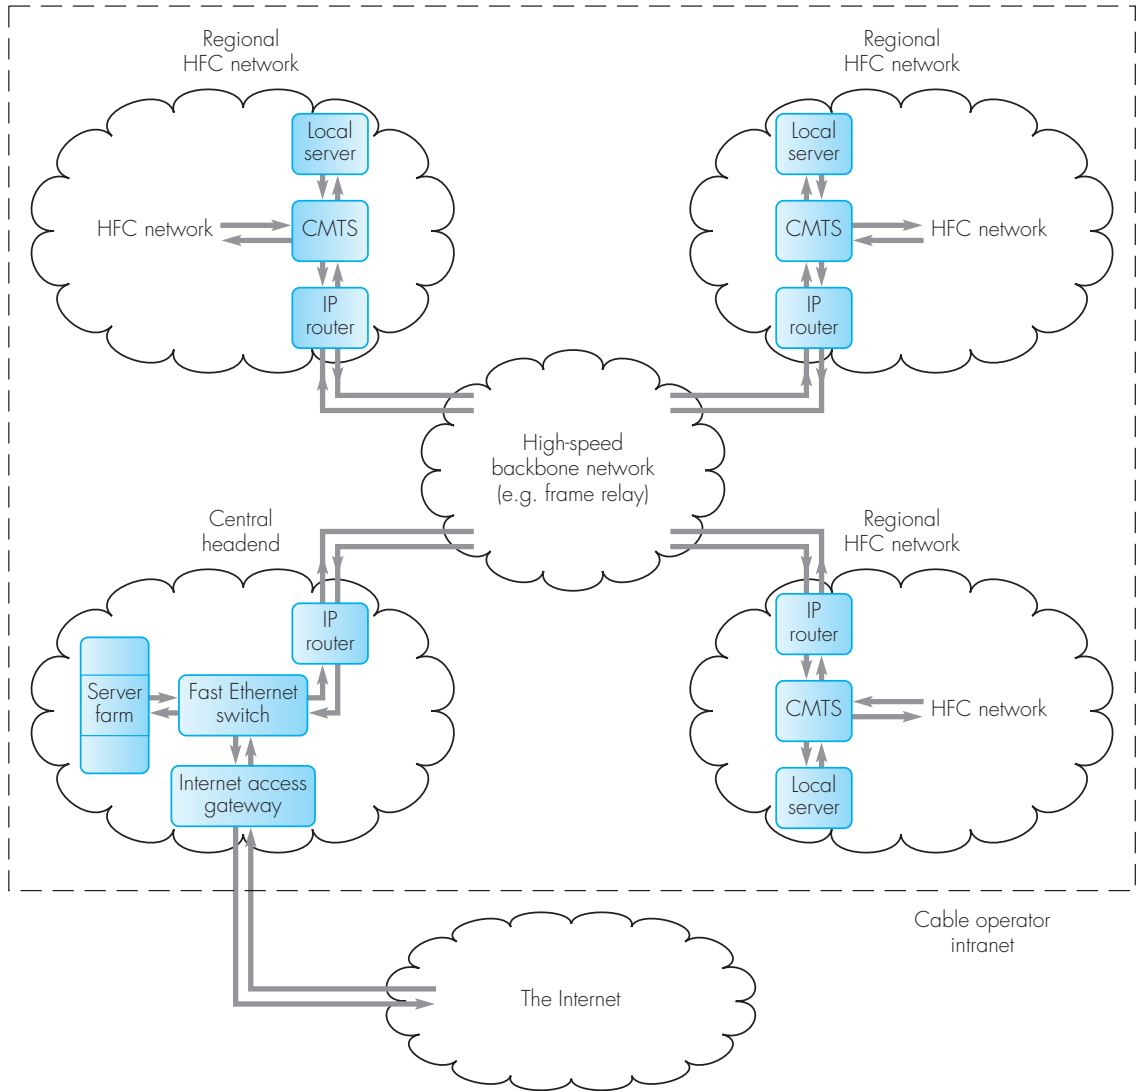 Regional
HFC network
Regional
HFC network
Local
server
HFC network
CMTS
IP
router
Local
server
CMTS
HFC network
IP
router
High-speed
backbone network
(e.g. frame relay)
Central
headend
IP
router
Server
farm
Fast Ethernet
switch
Internet access
gateway
Regional
HFC network
IP
router
CMTS
HFC network
Local
server
Cable operator
intranet
The Internet